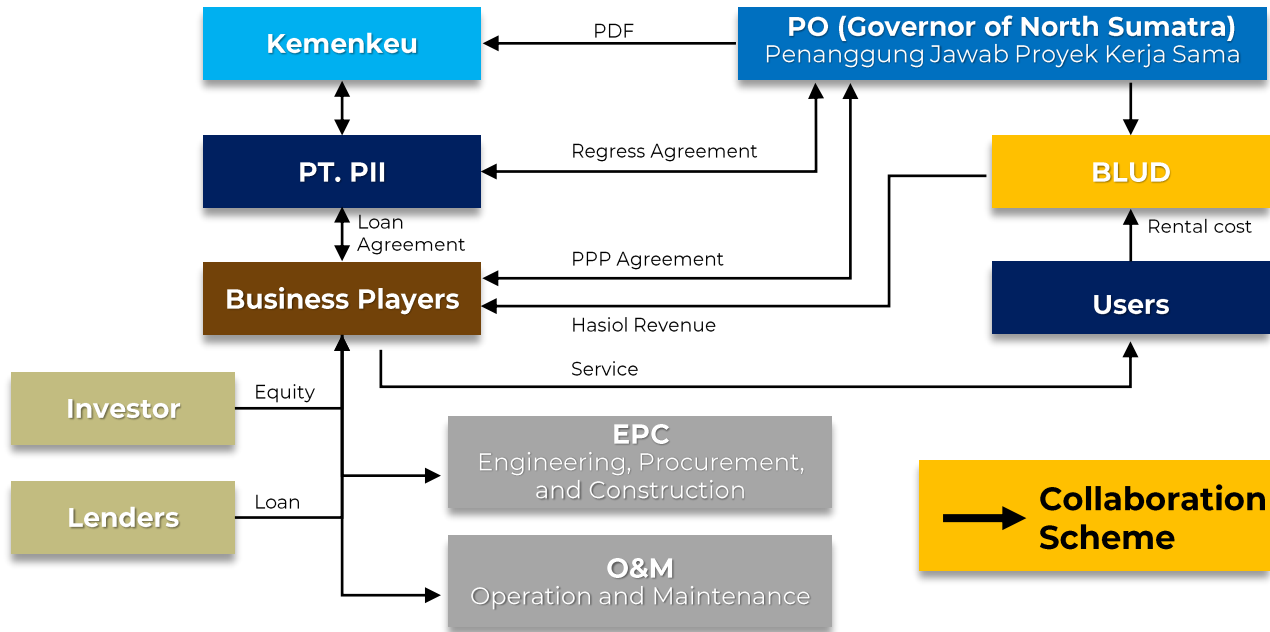 Kemenkeu
PDF
PO (Governor of North Sumatra)
Penanggung Jawab Proyek Kerja Sama
PT. PII
Regress Agreement
BLUD
Loan
Agreement
Rental cost
Business Players
PPP Agreement
Hasiol Revenue
Users
Service
Investor
Equity
EPC
Engineering, Procurement,
and Construction
Lenders
Loan
O&M
Operation and Maintenance
Collaboration
Scheme